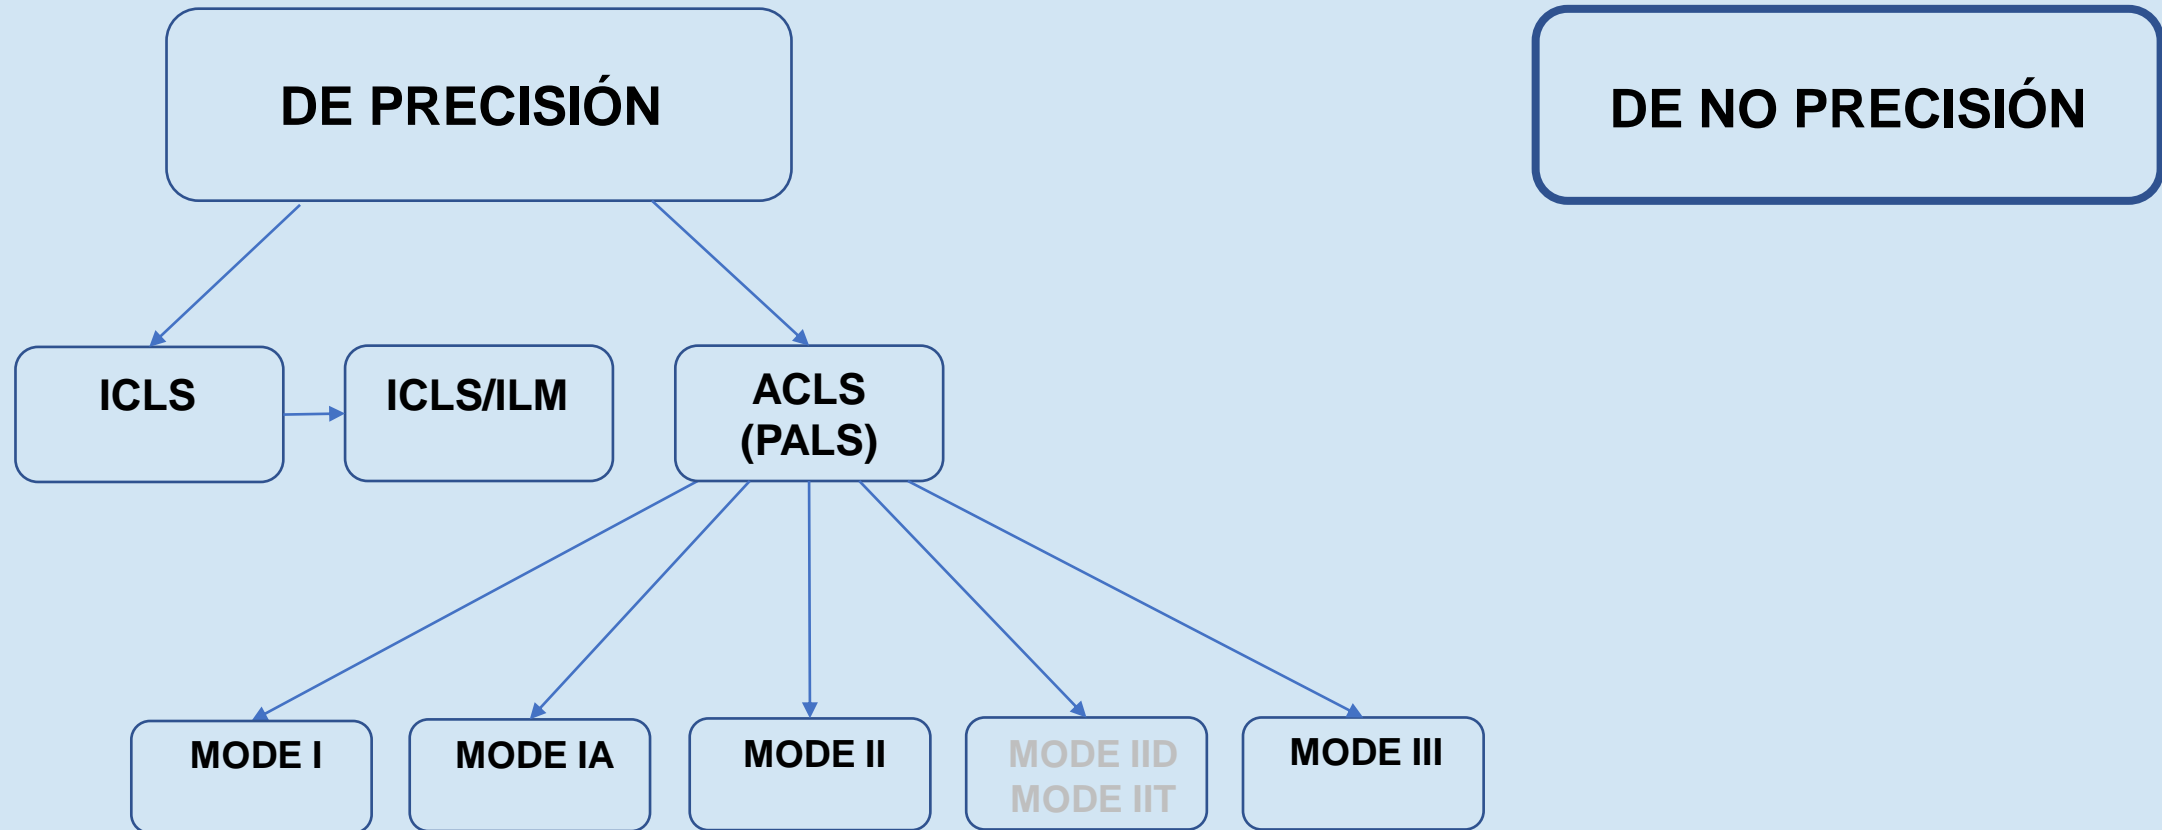 DE PRECISIÓN
DE NO PRECISIÓN
ICLS
ICLS/ILM
ACLS
(PALS)
MODE I
MODE IA
MODE II
MODE IID
MODE IIT
MODE III